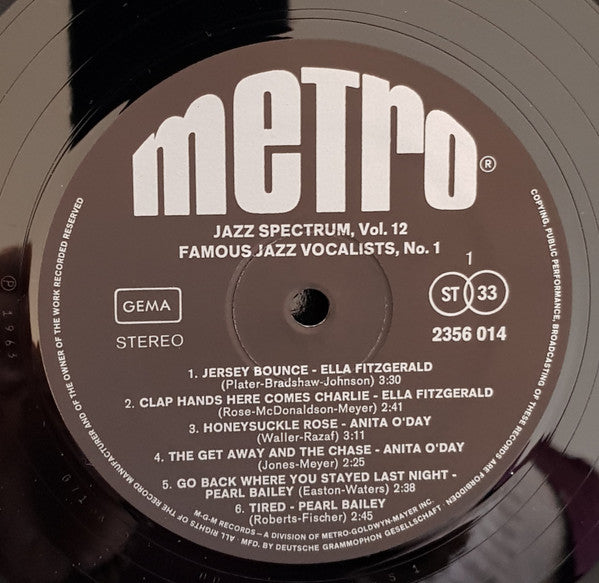 metro®
JAZZ SPECTRUM, Vol. 12
FAMOUS JAZZ VOCALISTS, No. 1
1
GEMA
ST 33
STEREO
2356 014
1. JERSEY BOUNCE - ELLA FITZGERALD
(Plater-Bradshaw-Johnson) 3:30
2. CLAP HANDS HERE COMES CHARLIE - ELLA FITZGERALD
(Rose-McDonaldson-Meyer) 2:41
3. HONEYSUCKLE ROSE - ANITA O'DAY
(Waller-Razaf) 3:11
4. THE GET AWAY AND THE CHASE - ANITA O'DAY
(Jones-Meyer) 2:25
5. GO BACK WHERE YOU STAYED LAST NIGHT -
PEARL BAILEY (Easton-Waters) 2:38
6. TIRED - PEARL BAILEY
(Roberts-Fischer) 2:45
M-G-M RECORDS – A DIVISION OF METRO-GOLDWYN-MAYER INC.
MFD. BY DEUTSCHE GRAMMOPHON GESELLSCHAFT ·
ALL RIGHTS OF THE RECORD MANUFACTURER AND OF THE OWNER OF THE WORK RECORDED RESERVED
COPYING, PUBLIC PERFORMANCE, BROADCASTING OF THESE RECORDS ARE FORBIDDEN